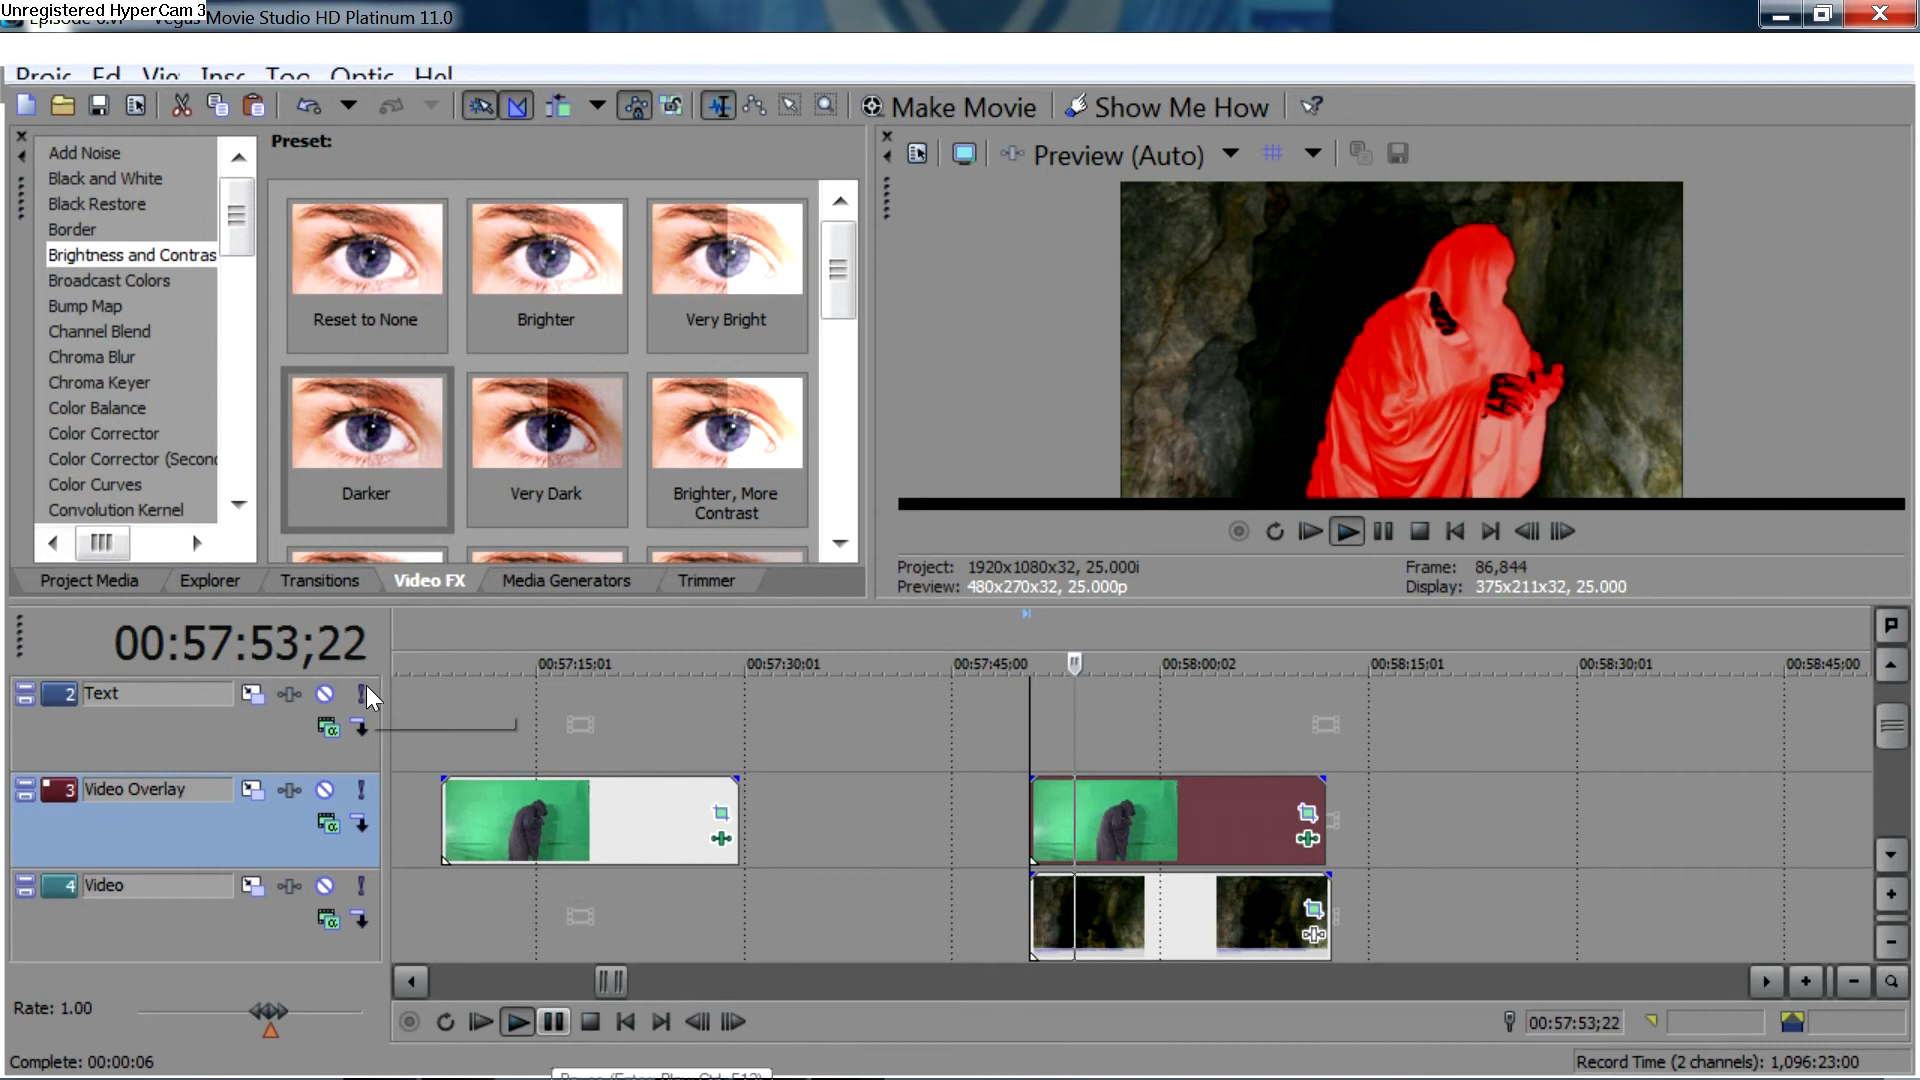 Unregistered HyperCam 3
Vegas Movie Studio HD Platinum 11.0
Make Movie
Show Me How
Add Noise
Black and White
Black Restore
Border
Brightness and Contras
Broadcast Colors
Bump Map
Channel Blend
Chroma Blur
Chroma Keyer
Color Balance
Color Corrector
Color Corrector (Second
Color Curves
Convolution Kernel
Preset:
Reset to None
Brighter
Very Bright
Darker
Very Dark
Brighter, More
Contrast
Preview (Auto)
Project: 1920x1080x32, 25.000i
Frame: 86,844
Preview: 480x270x32, 25.000p
Display: 375x211x32, 25.000
Project Media
Explorer
Transitions
Video FX
Media Generators
Trimmer
00:57:53;22
00:57:15;01
00:57:30;01
00:57:45;00
00:58:00;02
00:58:15;01
00:58:30;01
00:58:45;00
2 Text
3 Video Overlay
4 Video
Rate: 1.00
00:57:53;22
Complete: 00:00:06
Record Time (2 channels): 1,096:23:00